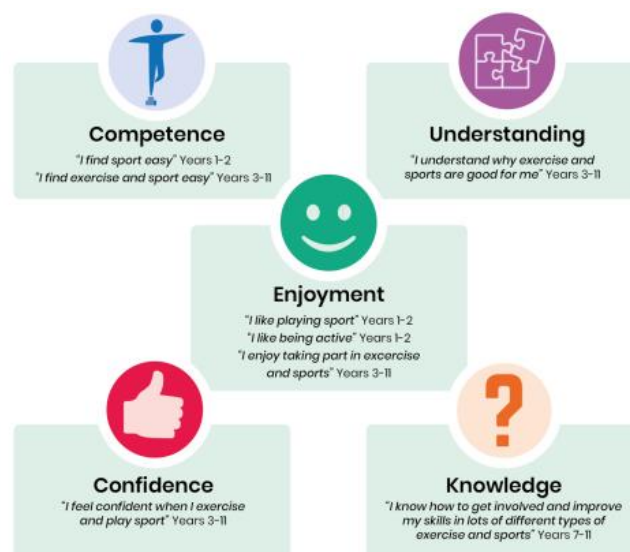 Competence
"I find sport easy" Years 1-2
"I find exercise and sport easy" Years 3-11
Understanding
"I understand why exercise and
sports are good for me" Years 3-11
Enjoyment
"I like playing sport" Years 1-2
"I like being active" Years 1-2
"I enjoy taking part in excercise
and sports" Years 3-11
Confidence
"I feel confident when I exercise
and play sport" Years 3-11
Knowledge
"I know how to get involved and improve
my skills in lots of different types of
exercise and sports" Years 7-11